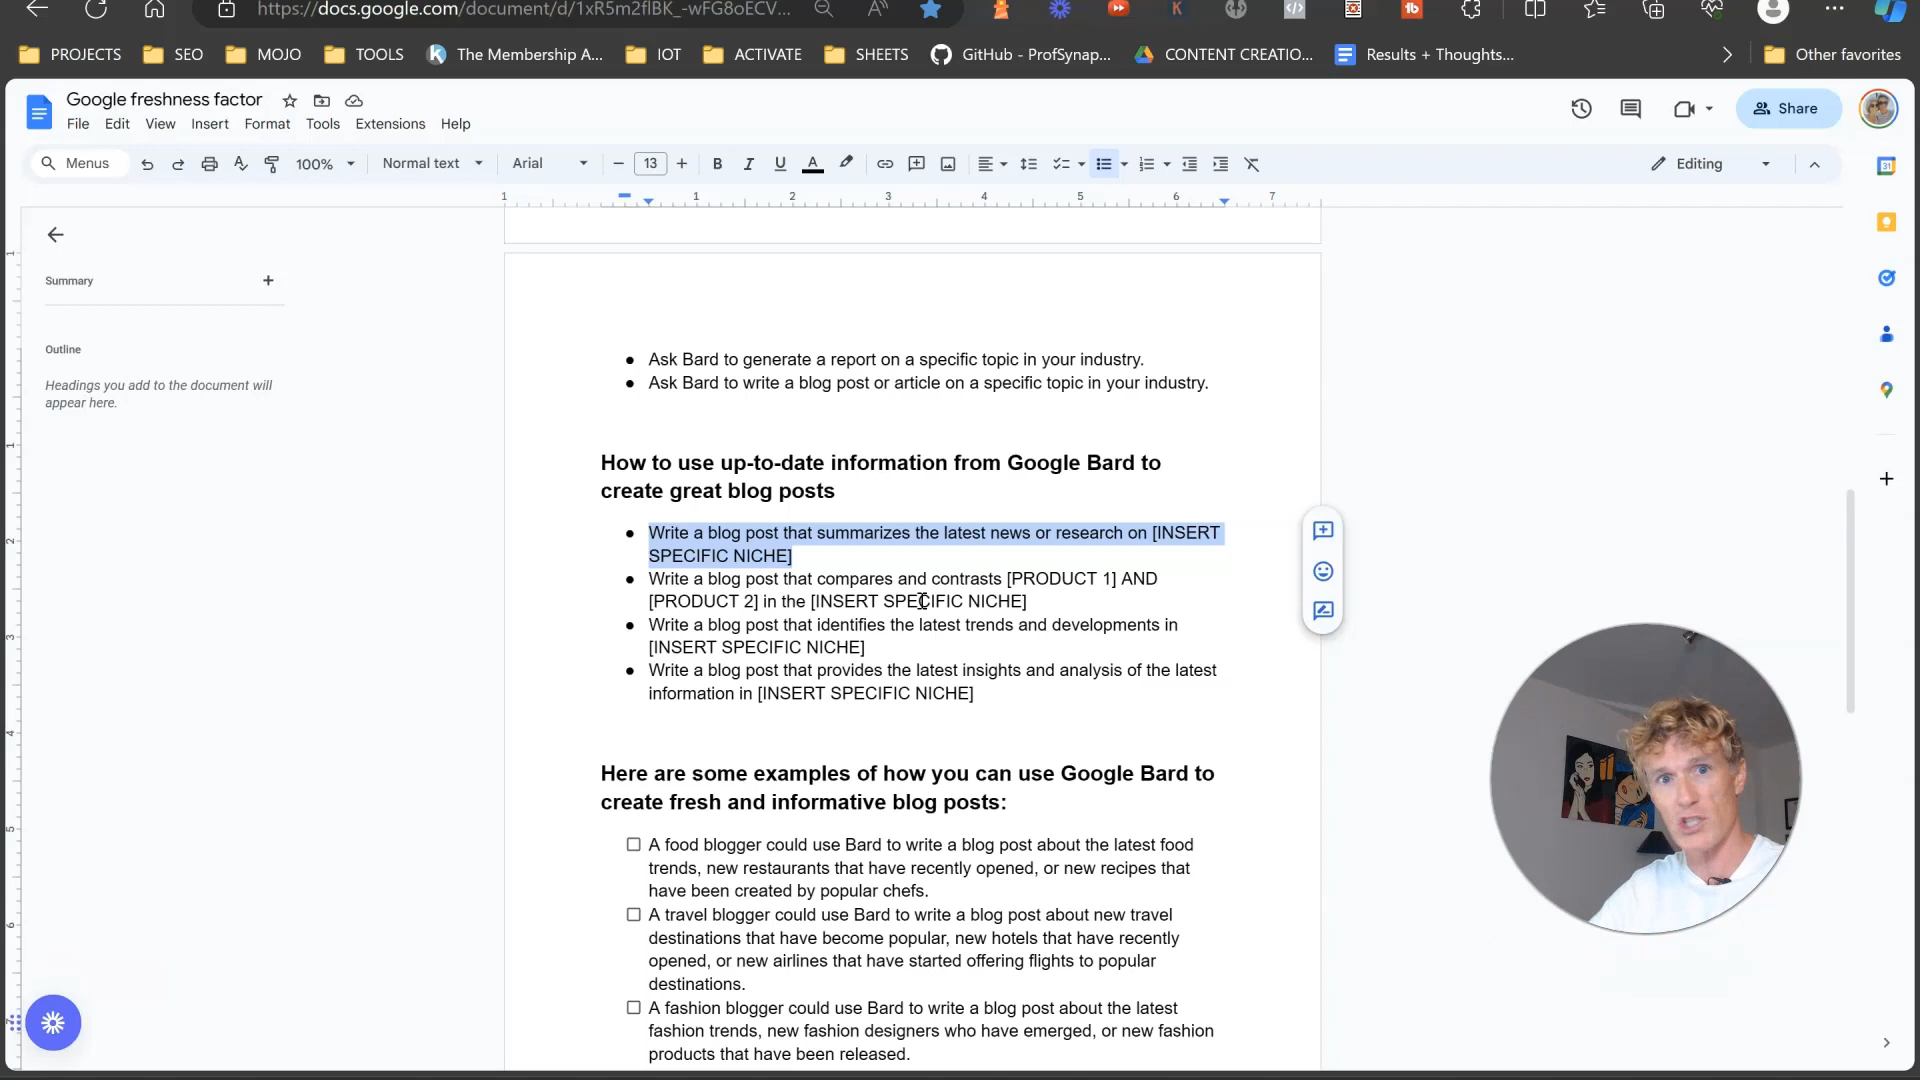 https://docs.google.com/document/d/1xR5m2flBK_-wFG8oECV...
PROJECTS SEO MOJO TOOLS The Membership A... IOT ACTIVATE SHEETS GitHub - ProfSynap... CONTENT CREATIO... Results + Thoughts... Other favorites
Google freshness factor
File Edit View Insert Format Tools Extensions Help
Share
Menus 100% Normal text Arial 13 B I U A Editing
1 1 2 3 4 5 6 7
Summary
Outline
Headings you add to the document will
appear here.
● Ask Bard to generate a report on a specific topic in your industry.
● Ask Bard to write a blog post or article on a specific topic in your industry.
How to use up-to-date information from Google Bard to
create great blog posts
● Write a blog post that summarizes the latest news or research on [INSERT
SPECIFIC NICHE]
● Write a blog post that compares and contrasts [PRODUCT 1] AND
[PRODUCT 2] in the [INSERT SPECIFIC NICHE]
● Write a blog post that identifies the latest trends and developments in
[INSERT SPECIFIC NICHE]
● Write a blog post that provides the latest insights and analysis of the latest
information in [INSERT SPECIFIC NICHE]
Here are some examples of how you can use Google Bard to
create fresh and informative blog posts:
A food blogger could use Bard to write a blog post about the latest food
trends, new restaurants that have recently opened, or new recipes that
have been created by popular chefs.
A travel blogger could use Bard to write a blog post about new travel
destinations that have become popular, new hotels that have recently
opened, or new airlines that have started offering flights to popular
destinations.
A fashion blogger could use Bard to write a blog post about the latest
fashion trends, new fashion designers who have emerged, or new fashion
products that have been released.